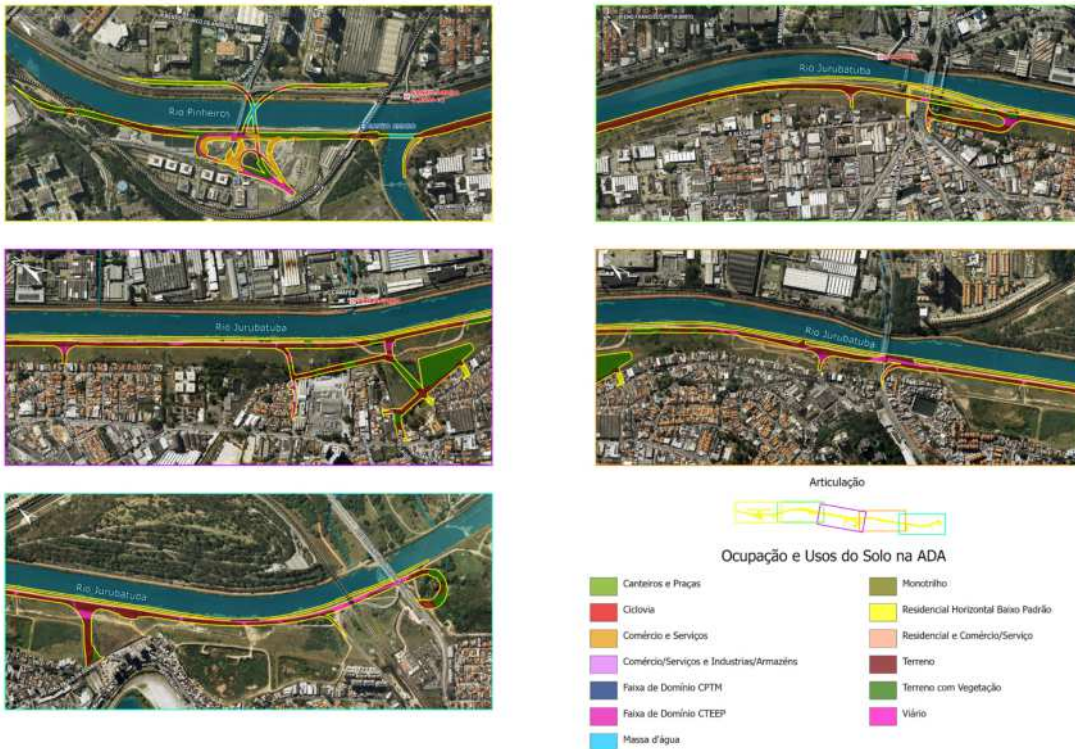 Rio Pinheiros
Rio Jurubatuba
Rio Jurubatuba
Rio Jurubatuba
Rio Jurubatuba
Articulação
Ocupação e Usos do Solo na ADA
Canteiros e Praças
Ciclovia
Comércio e Serviços
Comércio/Serviços e Industrias/Armazéns
Faixa de Domínio CPTM
Faixa de Domínio CTEEP
Massa d'água
Monotrilho
Residencial Horizontal Baixo Padrão
Residencial e Comércio/Serviço
Terreno
Terreno com Vegetação
Viário